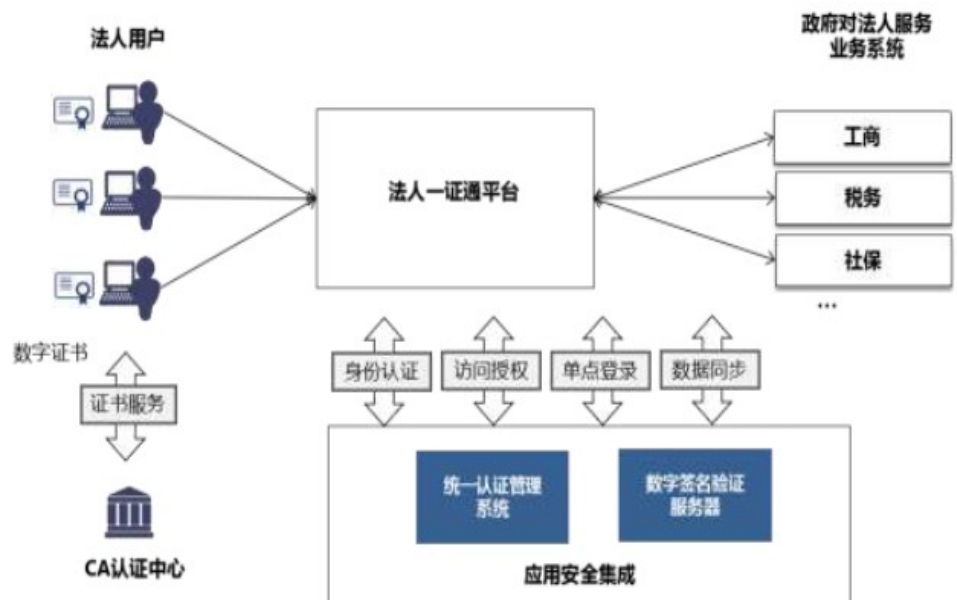 法人用户
政府对法人服务
业务系统
法人一证通平台
工商
税务
社保
...
数字证书
证书服务
身份认证
访问授权
单点登录
数据同步
统一认证管理
系统
数字签名验证
服务器
CA认证中心
应用安全集成